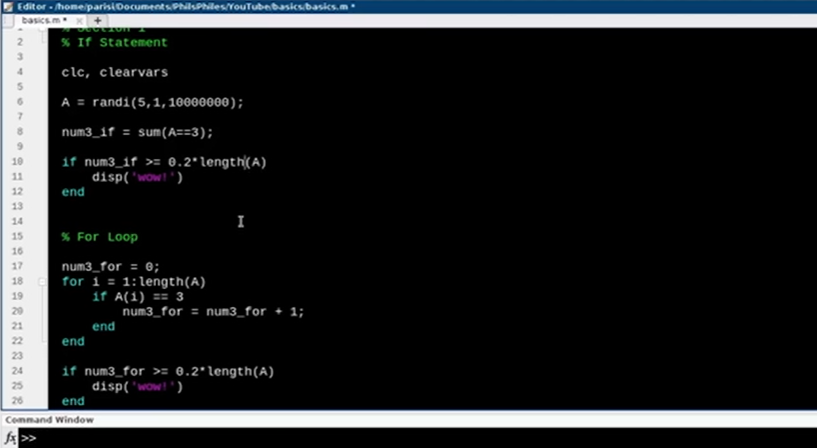 Editor - /home/parisi/Documents/PhilsPhiles/YouTube/basics/basics.m *
basics.m * × +
1 % Section 1
2 % If Statement
3
4 clc, clearvars
5
6 A = randi(5,1,10000000);
7
8 num3_if = sum(A==3);
9
10 if num3_if >= 0.2*length(A)
11 disp('wow!')
12 end
13
14
15 % For Loop
16
17 num3_for = 0;
18 for i = 1:length(A)
19 if A(i) == 3
20 num3_for = num3_for + 1;
21 end
22 end
23
24 if num3_for >= 0.2*length(A)
25 disp('wow!')
26 end
Command Window
fx >>